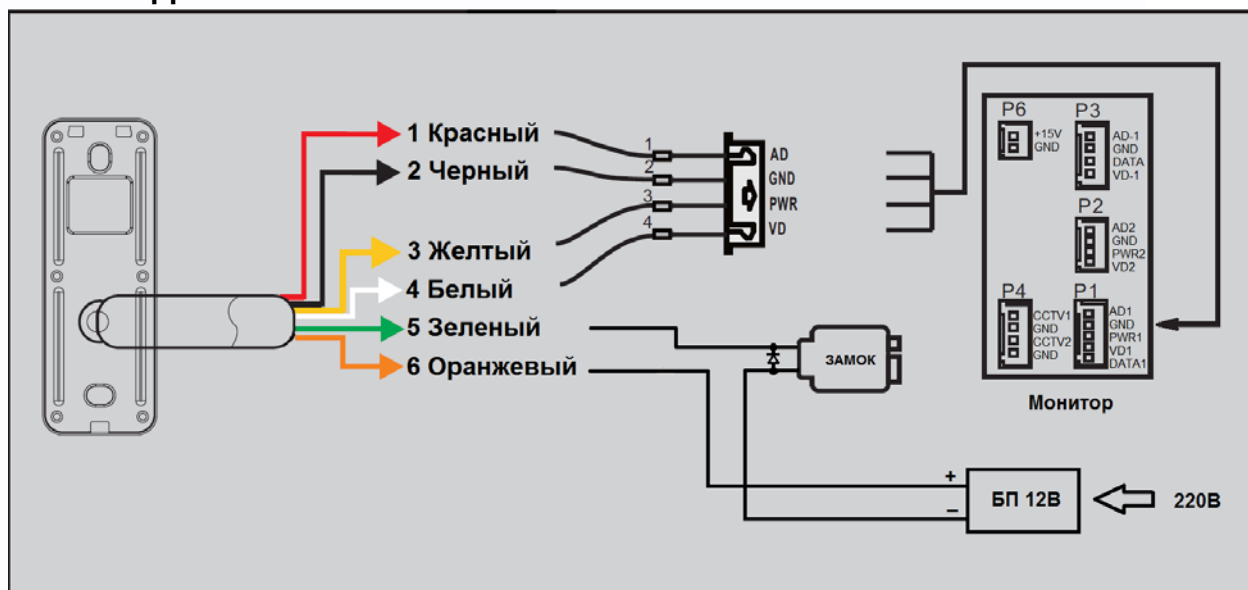 1 Красный
2 Черный
3 Желтый
4 Белый
5 Зеленый
6 Оранжевый
1
2
3
4
AD
GND
PWR
VD
ЗАМОК
P6
+15V
GND
P3
AD-1
GND
DATA
VD-1
P2
AD2
GND
PWR2
VD2
P4
CCTV1
GND
CCTV2
GND
P1
AD1
GND
PWR1
VD1
DATA1
Монитор
+
–
БП 12В
220В